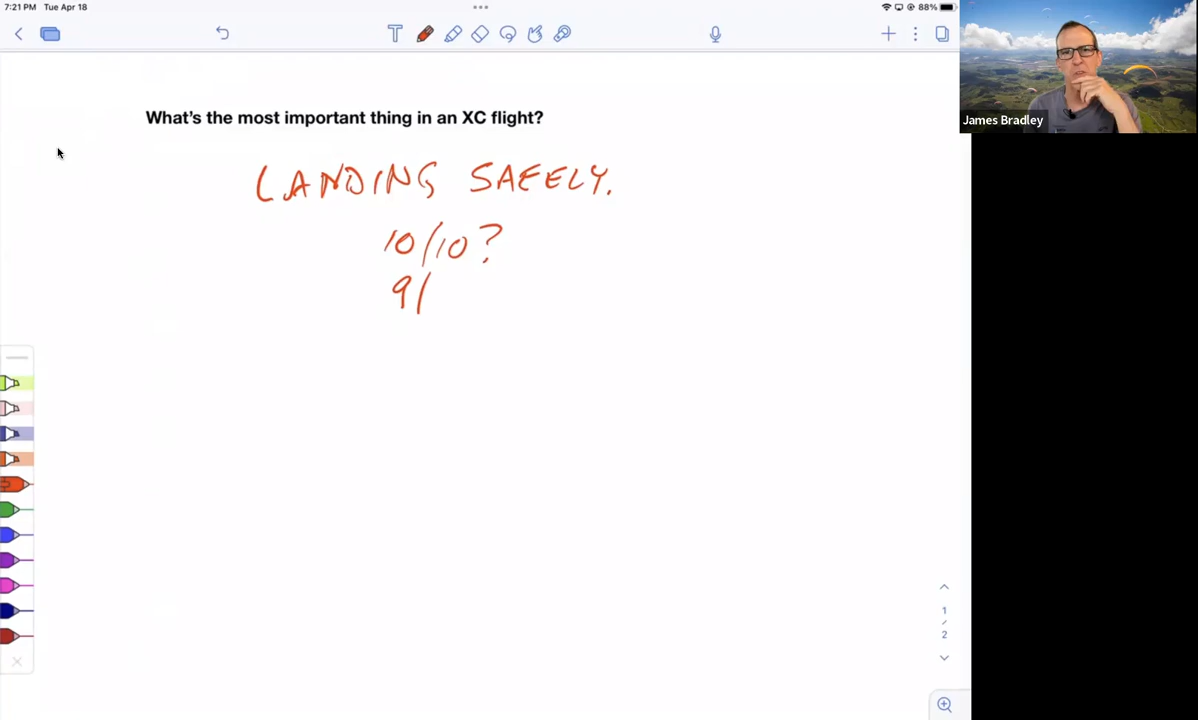 7:21 PM Tue Apr 18
88%
T
What's the most important thing in an XC flight?
James Bradley
LANDING SAFELY.
10/10?
9/
1
/
2